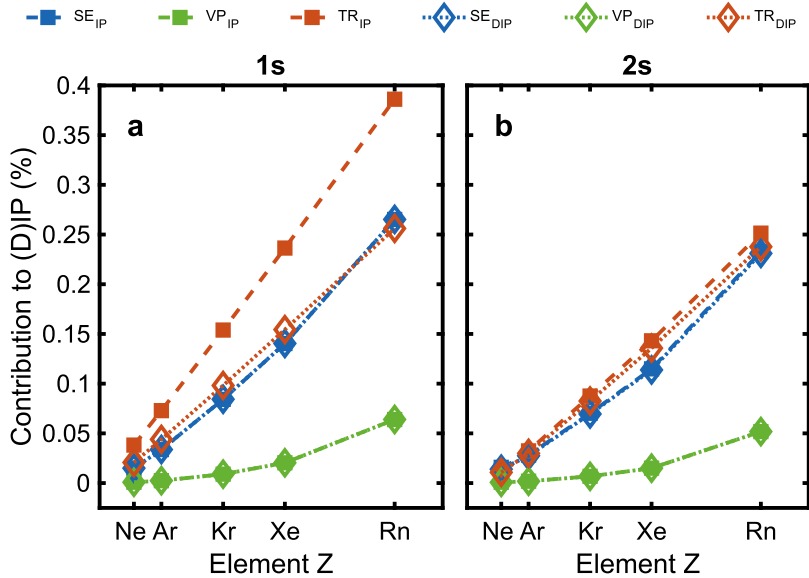 SE_IP VP_IP TR_IP SE_DIP VP_DIP TR_DIP
1s 2s
a b
Contribution to (D)IP (%)
0.4
0.35
0.3
0.25
0.2
0.15
0.1
0.05
0
Ne Ar Kr Xe Rn Ne Ar Kr Xe Rn
Element Z Element Z